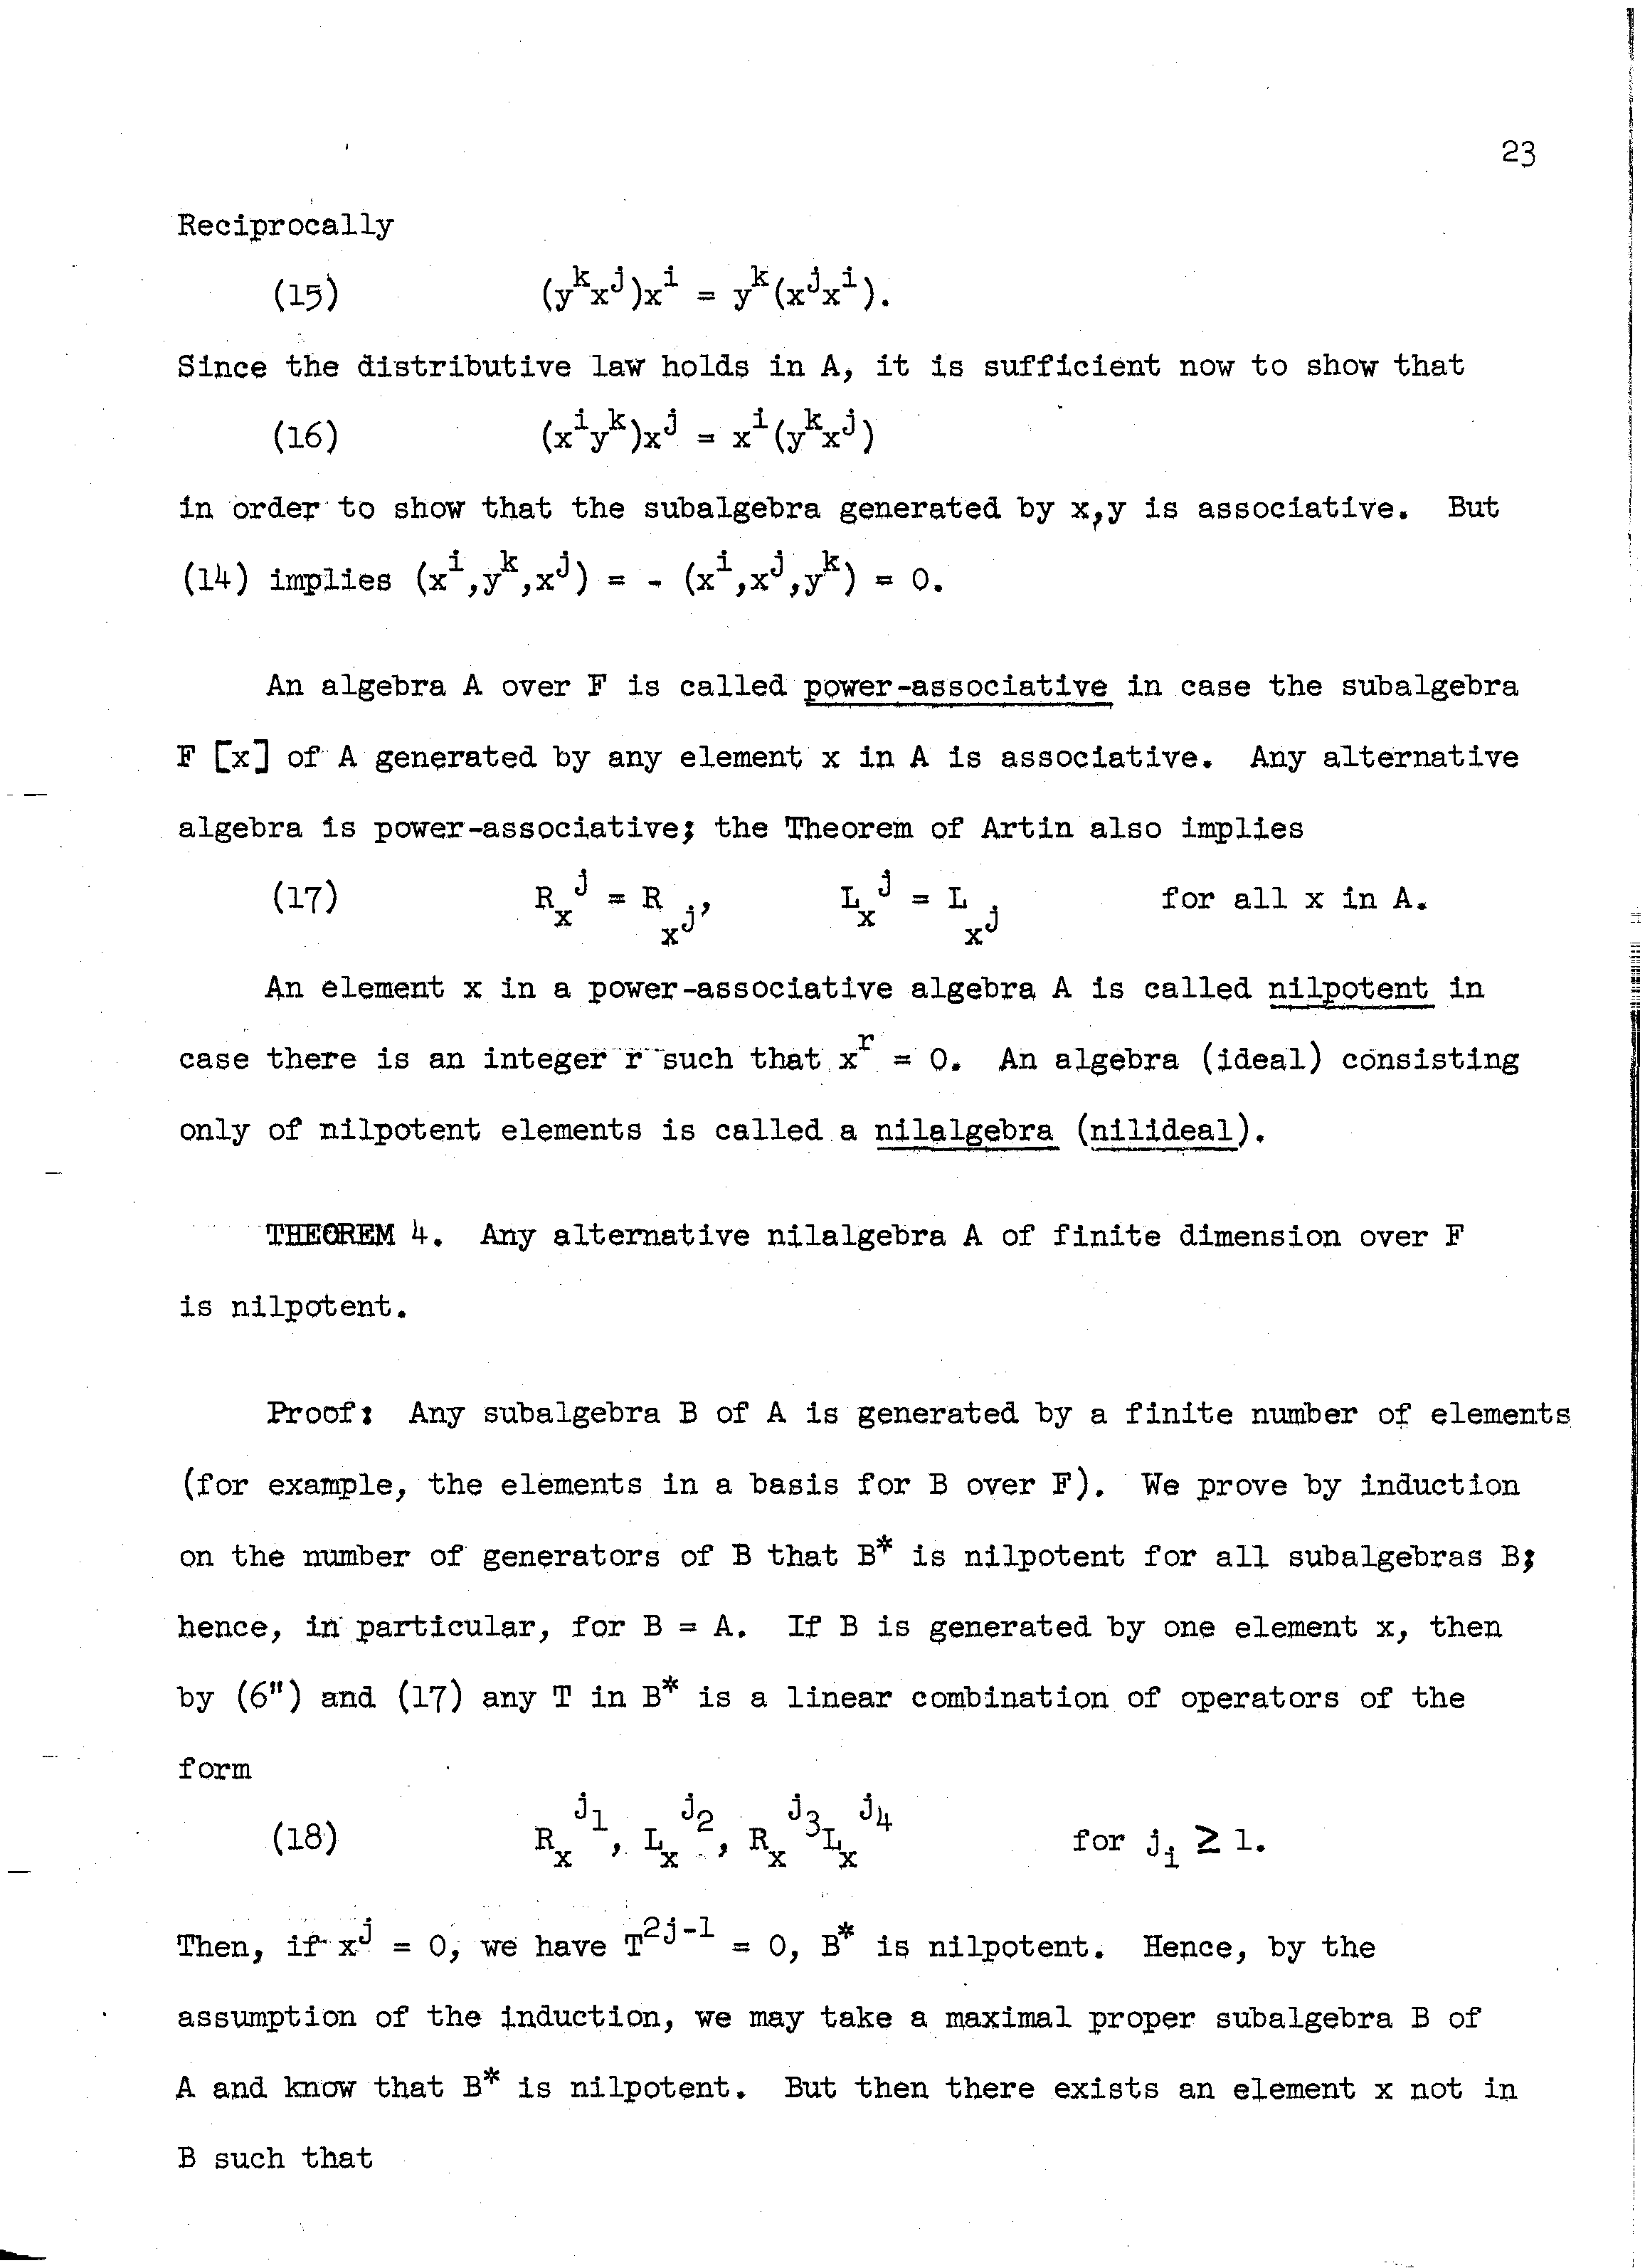 23
Reciprocally
(15) (y^k x^j)x^i = y^k(x^j x^i).
Since the distributive law holds in A, it is sufficient now to show that
(16) (x^i y^k)x^j = x^i(y^k x^j)
in order to show that the subalgebra generated by x,y is associative. But
(14) implies (x^i,y^k,x^j) = - (x^i,x^j,y^k) = 0.
An algebra A over F is called power-associative in case the subalgebra
F [x] of A generated by any element x in A is associative. Any alternative
algebra is power-associative; the Theorem of Artin also implies
(17) R_x^j = R_{x^j}, L_x^j = L_{x^j} for all x in A.
An element x in a power-associative algebra A is called nilpotent in
case there is an integer r such that x^r = 0. An algebra (ideal) consisting
only of nilpotent elements is called a nilalgebra (nilideal).
THEOREM 4. Any alternative nilalgebra A of finite dimension over F
is nilpotent.
Proof: Any subalgebra B of A is generated by a finite number of elements
(for example, the elements in a basis for B over F). We prove by induction
on the number of generators of B that B* is nilpotent for all subalgebras B;
hence, in particular, for B = A. If B is generated by one element x, then
by (6") and (17) any T in B* is a linear combination of operators of the
form
(18) R_x^{j_1}, L_x^{j_2}, R_x^{j_3}L_x^{j_4} for j_i ≥ 1.
Then, if x^j = 0, we have T^{2j-1} = 0, B* is nilpotent. Hence, by the
assumption of the induction, we may take a maximal proper subalgebra B of
A and know that B* is nilpotent. But then there exists an element x not in
B such that